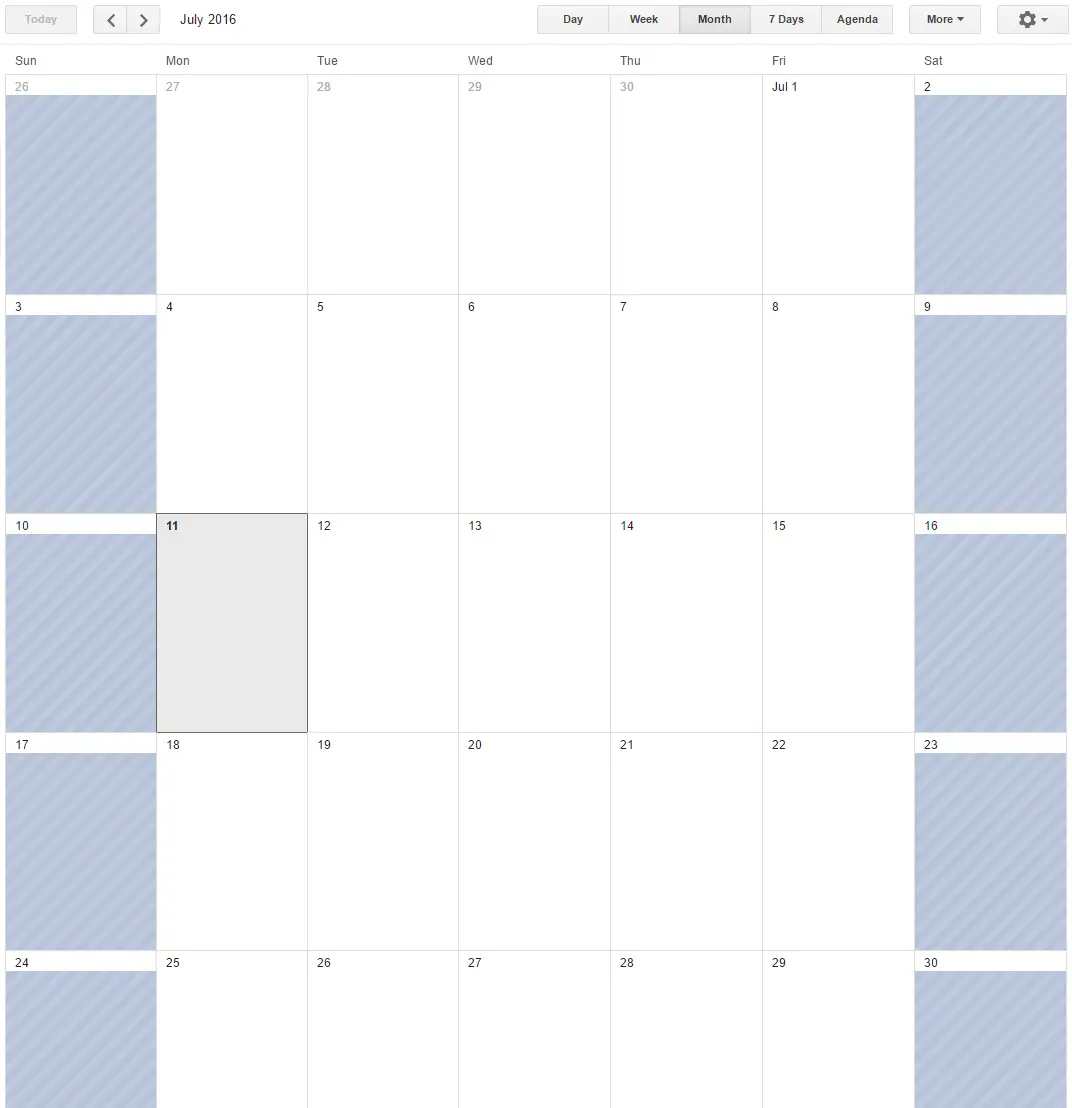 Today July 2016 Day Week Month 7 Days Agenda More
Sun Mon Tue Wed Thu Fri Sat
26 27 28 29 30 Jul 1 2
3 4 5 6 7 8 9
10 11 12 13 14 15 16
17 18 19 20 21 22 23
24 25 26 27 28 29 30